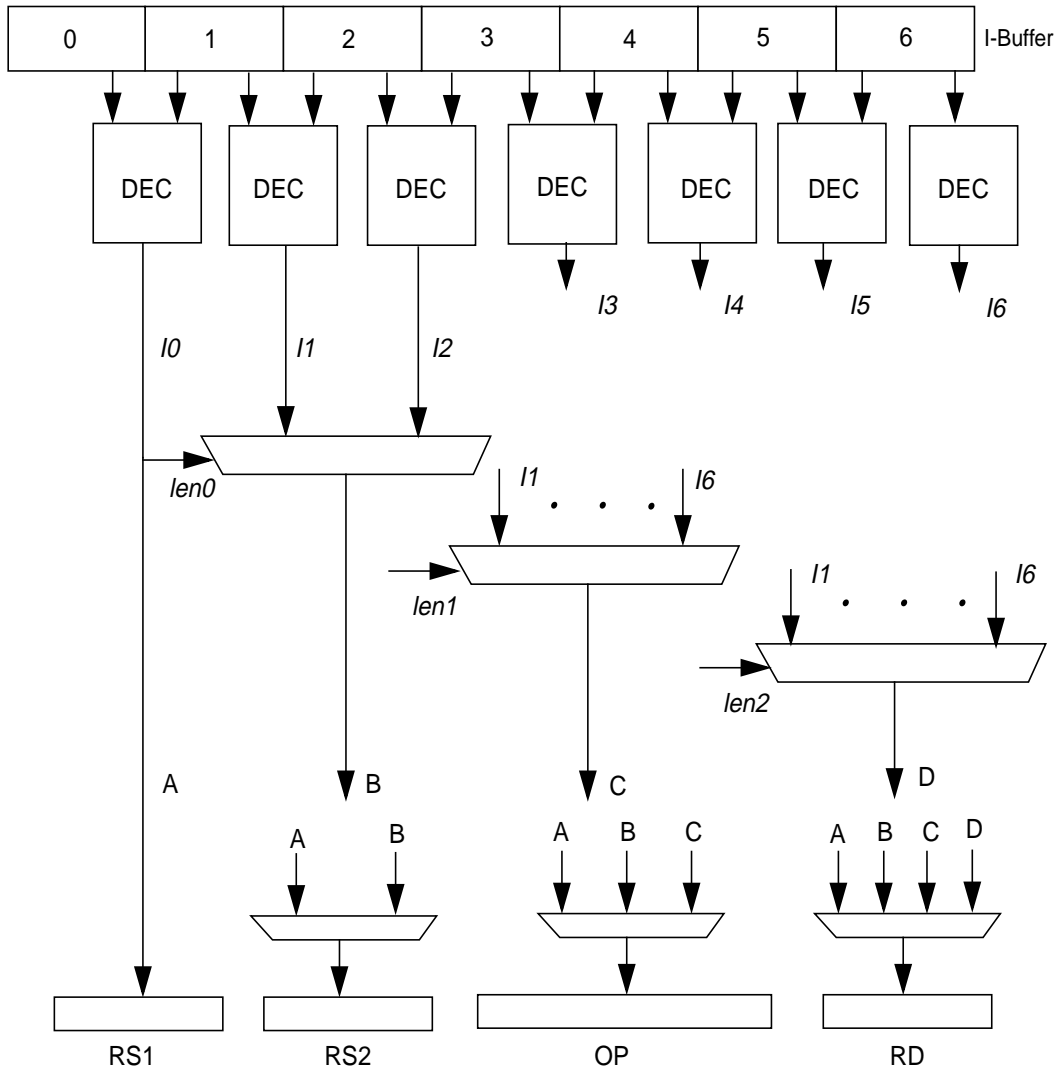 0 1 2 3 4 5 6 I-Buffer
DEC DEC DEC DEC DEC DEC DEC
I3 I4 I5 I6
I0 I1 I2
len0
I1 . . . I6
len1
I1 . . . I6
len2
A B C D
A B A B C A B C D
RS1 RS2 OP RD